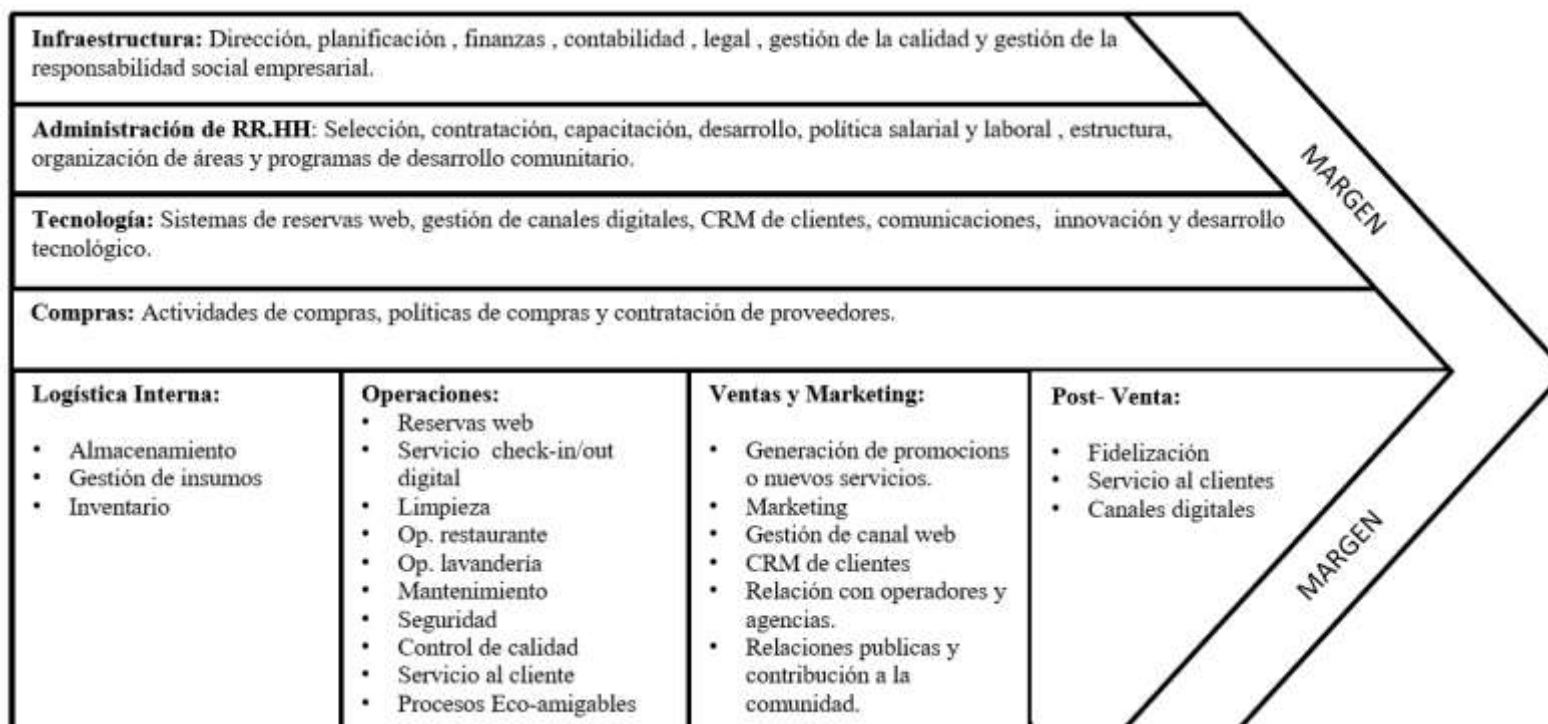 Infraestructura: Dirección, planificación , finanzas , contabilidad , legal , gestión de la calidad y gestión de la
responsabilidad social empresarial.
Administración de RR.HH: Selección, contratación, capacitación, desarrollo, política salarial y laboral , estructura,
organización de áreas y programas de desarrollo comunitario.
Tecnología: Sistemas de reservas web, gestión de canales digitales, CRM de clientes, comunicaciones, innovación y desarrollo
tecnológico.
Compras: Actividades de compras, políticas de compras y contratación de proveedores.
MARGEN
Logística Interna:
• Almacenamiento
• Gestión de insumos
• Inventario
Operaciones:
• Reservas web
• Servicio check-in/out
digital
• Limpieza
• Op. restaurante
• Op. lavandería
• Mantenimiento
• Seguridad
• Control de calidad
• Servicio al cliente
• Procesos Eco-amigables
Ventas y Marketing:
• Generación de promocions
o nuevos servicios.
• Marketing
• Gestión de canal web
• CRM de clientes
• Relación con operadores y
agencias.
• Relaciones publicas y
contribución a la
comunidad.
Post- Venta:
• Fidelización
• Servicio al clientes
• Canales digitales
MARGEN